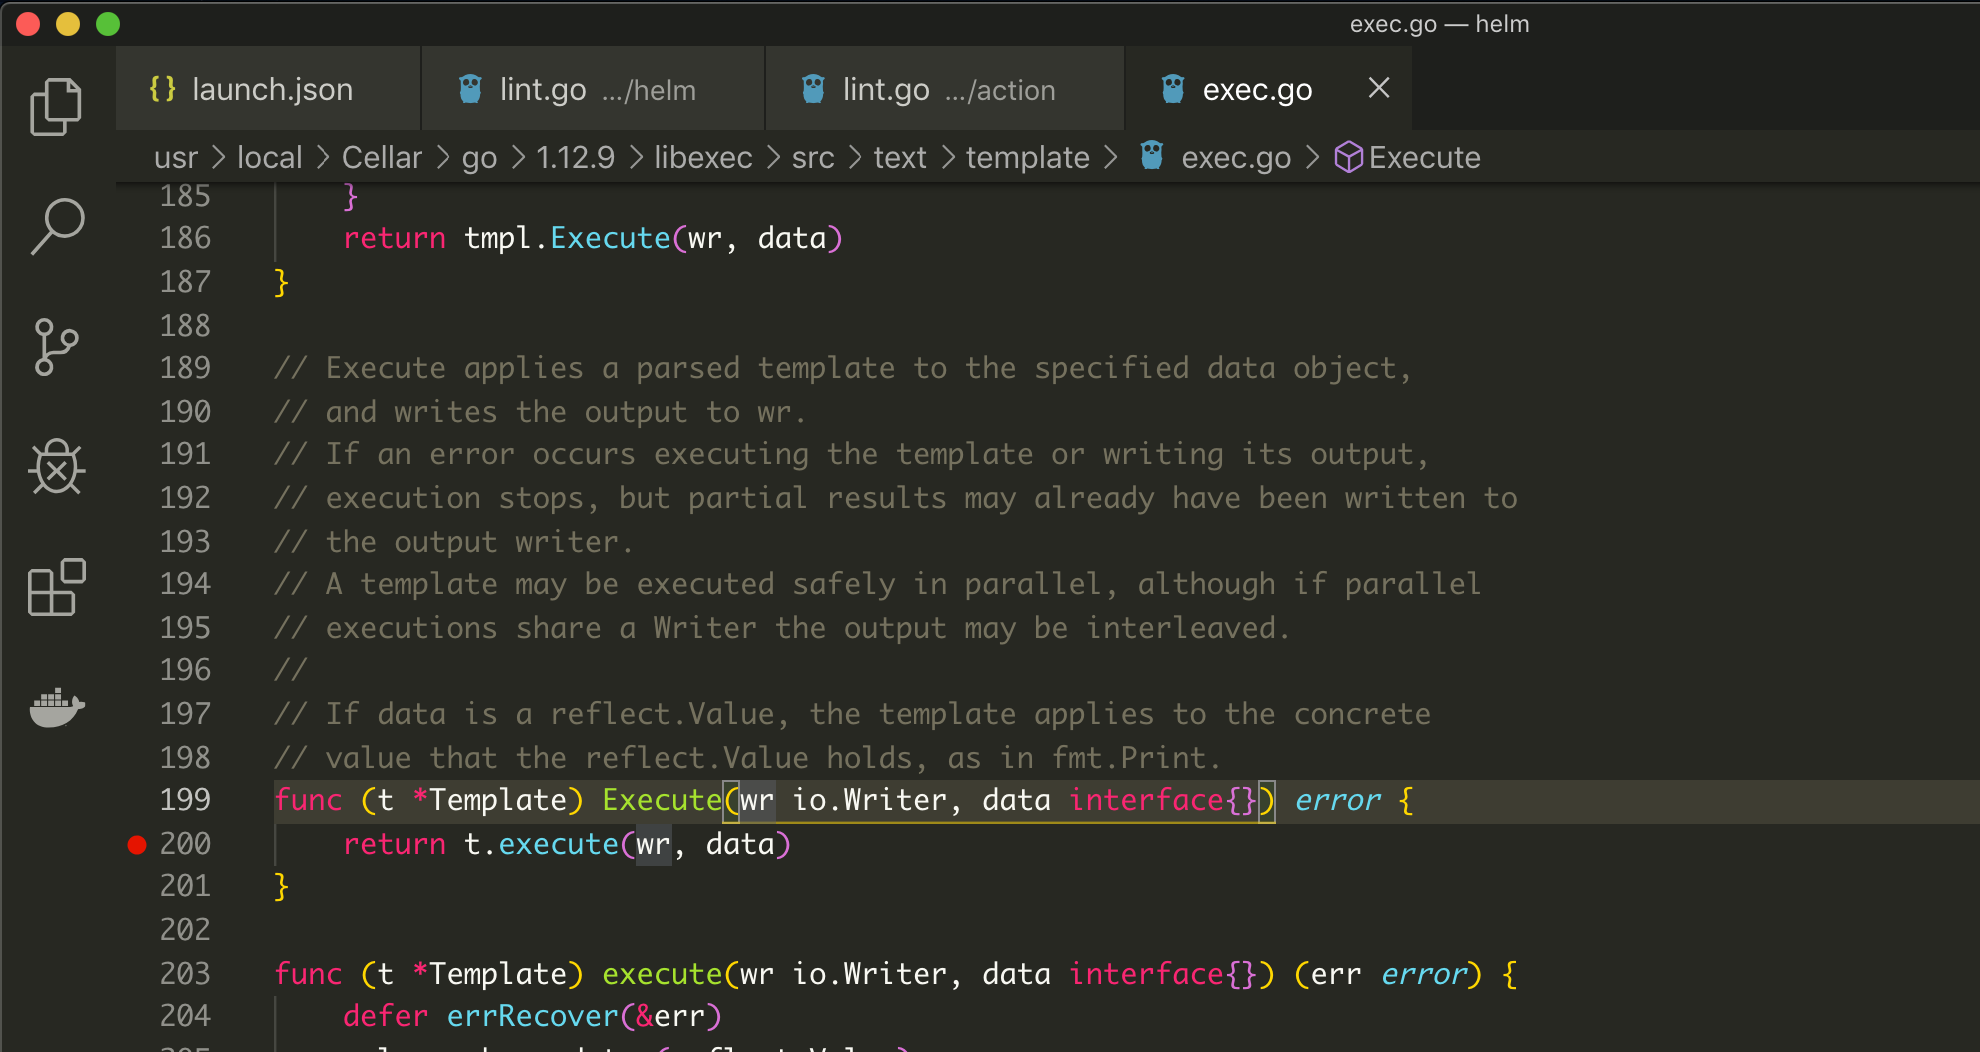 exec.go — helm
{} launch.json lint.go .../helm lint.go .../action exec.go
usr > local > Cellar > go > 1.12.9 > libexec > src > text > template > exec.go > Execute
185 }
186 return tmpl.Execute(wr, data)
187 }
188
189 // Execute applies a parsed template to the specified data object,
190 // and writes the output to wr.
191 // If an error occurs executing the template or writing its output,
192 // execution stops, but partial results may already have been written to
193 // the output writer.
194 // A template may be executed safely in parallel, although if parallel
195 // executions share a Writer the output may be interleaved.
196 //
197 // If data is a reflect.Value, the template applies to the concrete
198 // value that the reflect.Value holds, as in fmt.Print.
199 func (t *Template) Execute(wr io.Writer, data interface{}) error {
200 return t.execute(wr, data)
201 }
202
203 func (t *Template) execute(wr io.Writer, data interface{}) (err error) {
204 defer errRecover(&err)